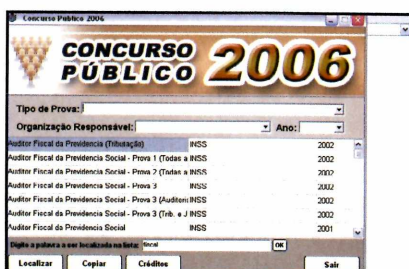 Concurso Público 2006
CONCURSO PÚBLICO 2006
Tipo de Prova:
Organização Responsável: Ano:
Auditor Fiscal da Previdencia (Tributação) INSS 2002
Auditor Fiscal da Previdencia Social - Prova 1 (Todas a INSS 2002
Auditor Fiscal da Previdencia Social - Prova 2 (Todas a INSS 2002
Auditor Fiscal da Previdencia Social - Prova 3 INSS 2002
Auditor Fiscal da Previdencia Social - Prova 3 (Auditori INSS 2002
Auditor Fiscal da Previdencia Social - Prova 3 (Trib. e J INSS 2002
Auditor Fiscal da Previdencia Social INSS 2001
Digite a palavra a ser localizada na lista: fiscal OK
Localizar Copiar Créditos Sair